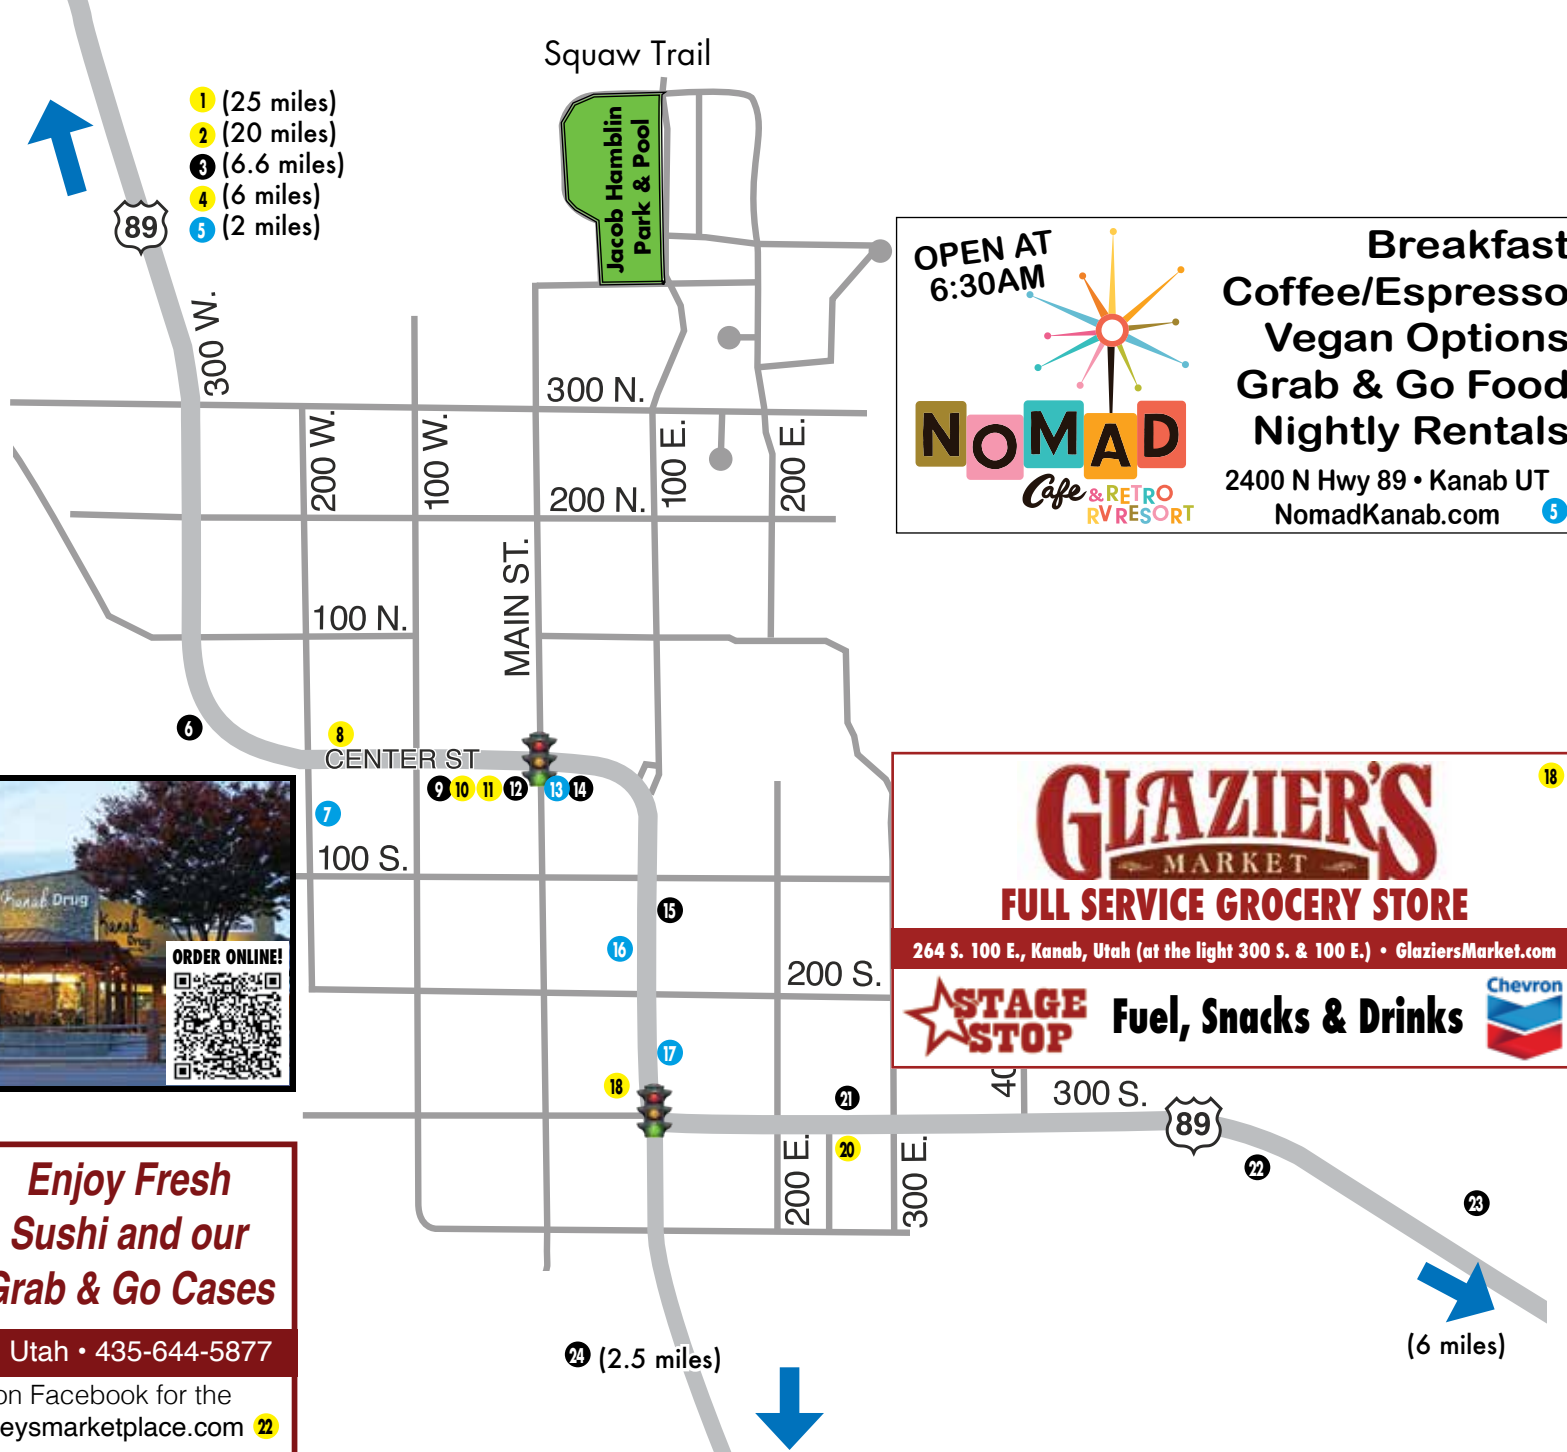 Squaw Trail
1 (25 miles)
2 (20 miles)
3 (6.6 miles)
4 (6 miles)
5 (2 miles)
89
Jacob Hamblin
Park & Pool
300 W.
300 N.
200 W.
100 W.
100 E.
200 E.
200 N.
MAIN ST.
100 N.
OPEN AT
6:30AM
NOMAD
Cafe & RETRO
RV RESORT
Breakfast
Coffee/Espresso
Vegan Options
Grab & Go Food
Nightly Rentals
2400 N Hwy 89 • Kanab UT
NomadKanab.com 5
6
8
CENTER ST
9 10 11 12 13 14
7
100 S.
15
16
200 S.
17
18
21
20
200 E.
300 E.
40
300 S.
89
22
23
(6 miles)
24 (2.5 miles)
18
GLAZIER'S
MARKET
FULL SERVICE GROCERY STORE
264 S. 100 E., Kanab, Utah (at the light 300 S. & 100 E.) • GlaziersMarket.com
STAGE
STOP
Fuel, Snacks & Drinks
Chevron
Kanab Drug
Kanab
Drug
ORDER ONLINE!
Enjoy Fresh
Sushi and our
Grab & Go Cases
Utah • 435-644-5877
on Facebook for the
eysmarketplace.com 22